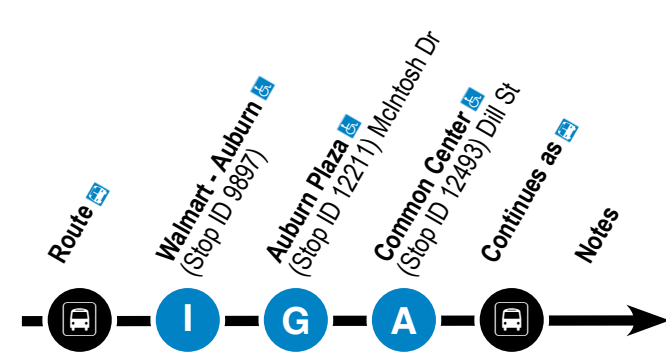 Route
Walmart - Auburn
(Stop ID 9897)
Auburn Plaza
(Stop ID 12211) McIntosh Dr
Common Center
(Stop ID 12493) Dill St
Continues as
Notes
I
G
A